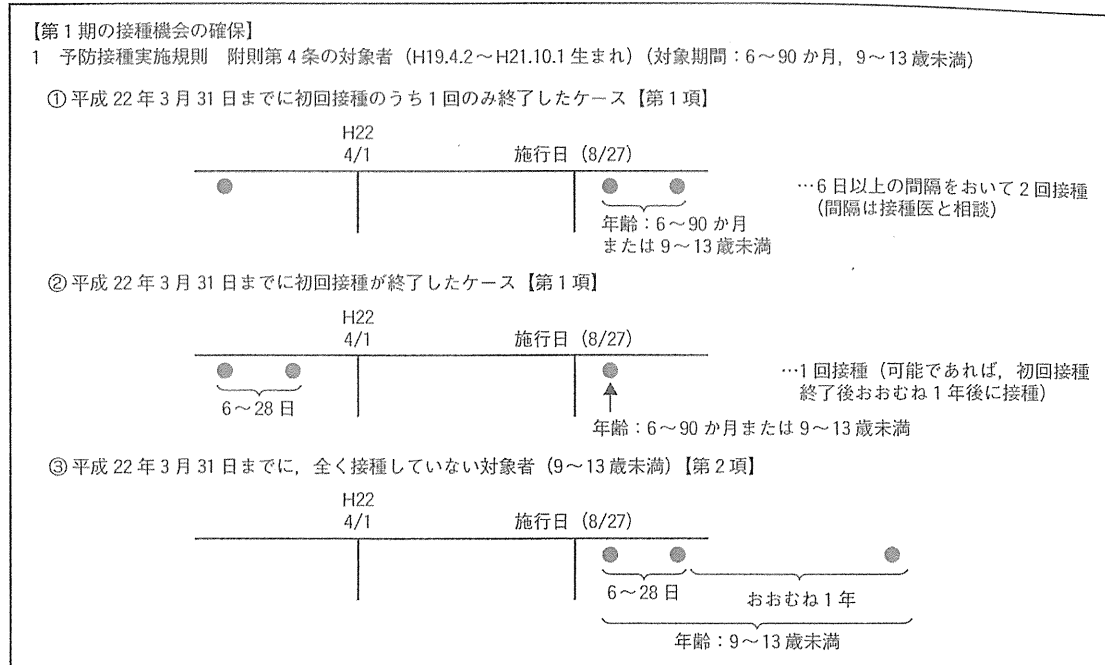 【第1期の接種機会の確保】
1 予防接種実施規則 附則第4条の対象者（H19.4.2～H21.10.1生まれ）（対象期間：6～90か月，9～13歳未満）
①平成22年3月31日までに初回接種のうち1回のみ終了したケース【第1項】
H22
4/1
施行日（8/27）
…6日以上の間隔をおいて2回接種
（間隔は接種医と相談）
年齢：6～90か月
または9～13歳未満
②平成22年3月31日までに初回接種が終了したケース【第1項】
H22
4/1
施行日（8/27）
…1回接種（可能であれば，初回接種
終了後おおむね1年後に接種）
6～28日
年齢：6～90か月または9～13歳未満
③平成22年3月31日までに，全く接種していない対象者（9～13歳未満）【第2項】
H22
4/1
施行日（8/27）
6～28日
おおむね1年
年齢：9～13歳未満